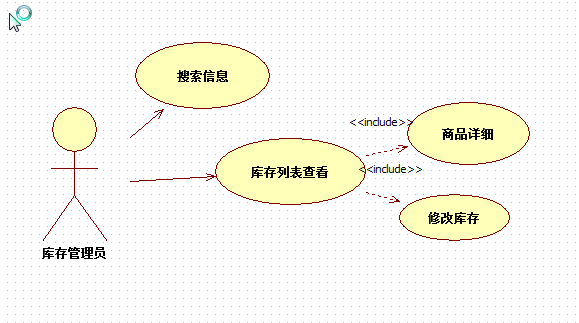 搜索信息
<<include>>
商品详细
库存列表查看
<<include>>
修改库存
库存管理员